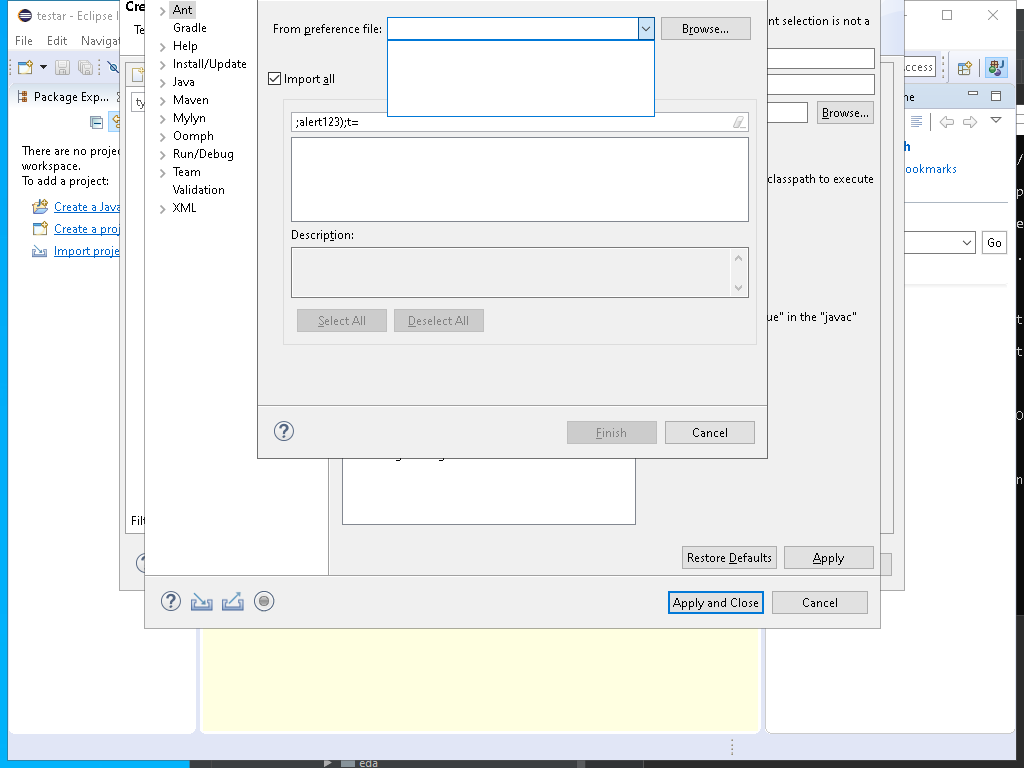 testar - Eclipse I
File
Edit
Navigat
Package Exp...
There are no projec
workspace.
To add a project:
Create a Java
Create a proj
Import proje
Cre
Te
ty
Filt
Ant
Gradle
Help
Install/Update
Java
Maven
Mylyn
Oomph
Run/Debug
Team
Validation
XML
From preference file:
Browse...
Import all
;alert123);t=
Description:
Select All
Deselect All
Finish
Cancel
nt selection is not a
Browse...
classpath to execute
ue" in the "javac"
Restore Defaults
Apply
Apply and Close
Cancel
ccess
ne
h
ookmarks
Go
eda